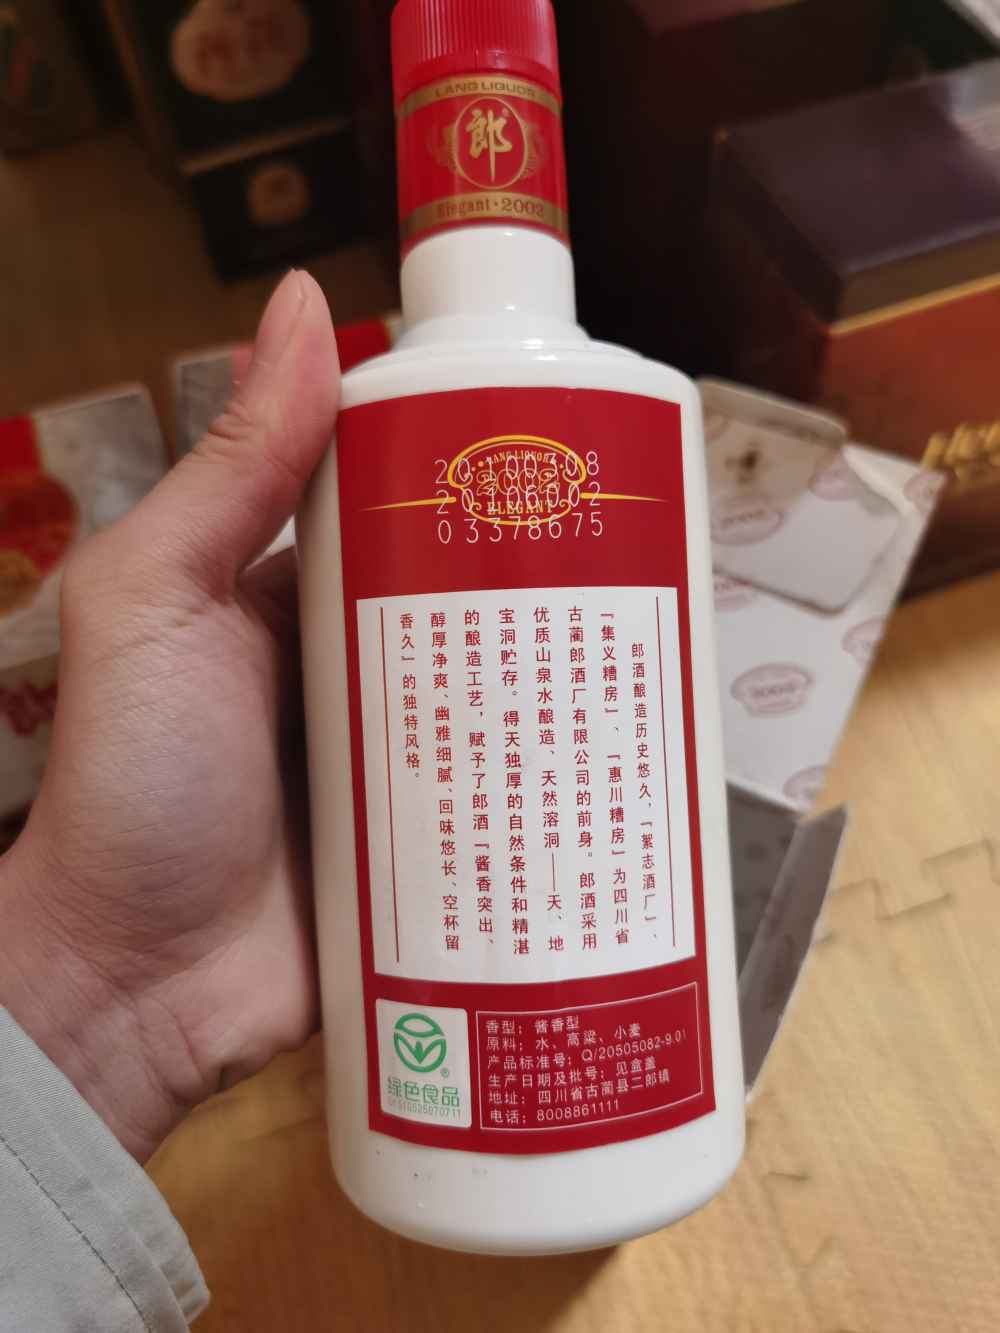 LANG LIQUOR
郎
Elegant·2002
LANG LIQUOR
2002
ELEGANT
20100308
20106002
03378675
郎酒酿造历史悠久，『絮志酒厂』、
『集义糟房』、『惠川糟房』为四川省
古蔺郎酒厂有限公司的前身。郎酒采用
优质山泉水酿造、天然溶洞——天、地
宝洞贮存。得天独厚的自然条件和精湛
的酿造工艺，赋予了郎酒『酱香突出、
醇厚净爽、幽雅细腻、回味悠长、空杯留
香久』的独特风格。
绿色食品
香型：酱香型
原料：水、高粱、小麦
产品标准号：Q/20505082-9.01
生产日期及批号：见盒盖
地址：四川省古蔺县二郎镇
电话：8008861111